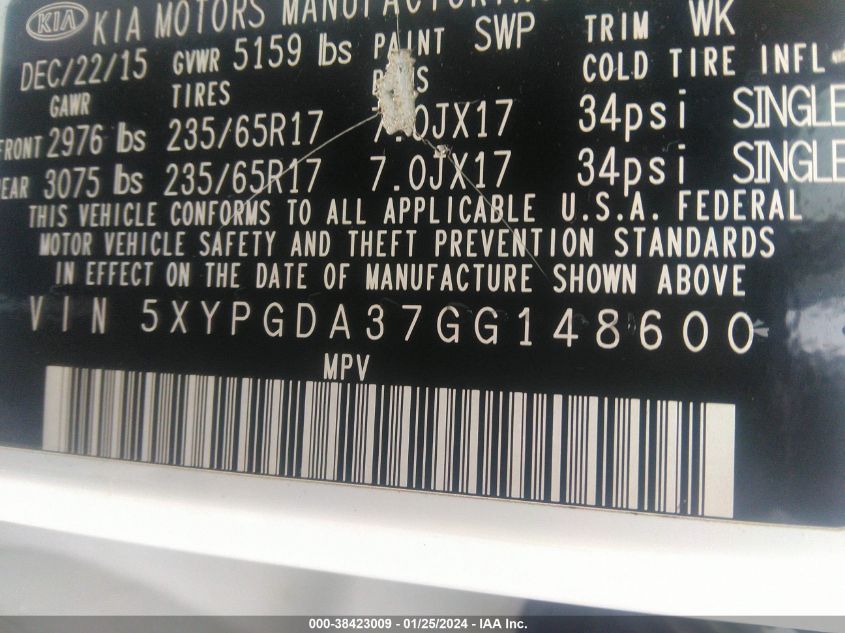 KIA KIA MOTORS
DEC/22/15 GVWR 5159 lbs PAINT SWP TRIM WK
GAWR TIRES COLD TIRE INFL.
FRONT 2976 lbs 235/65R17 7.0JX17 34psi SINGLE
3075 lbs 235/65R17 7.0JX17 34psi SINGLE
THIS VEHICLE CONFORMS TO ALL APPLICABLE U.S.A. FEDERAL
MOTOR VEHICLE SAFETY AND THEFT PREVENTION STANDARDS
IN EFFECT ON THE DATE OF MANUFACTURE SHOWN ABOVE
VIN 5XYPGDA37GG148600
MPV
000-38423009 - 01/25/2024 - IAA Inc.